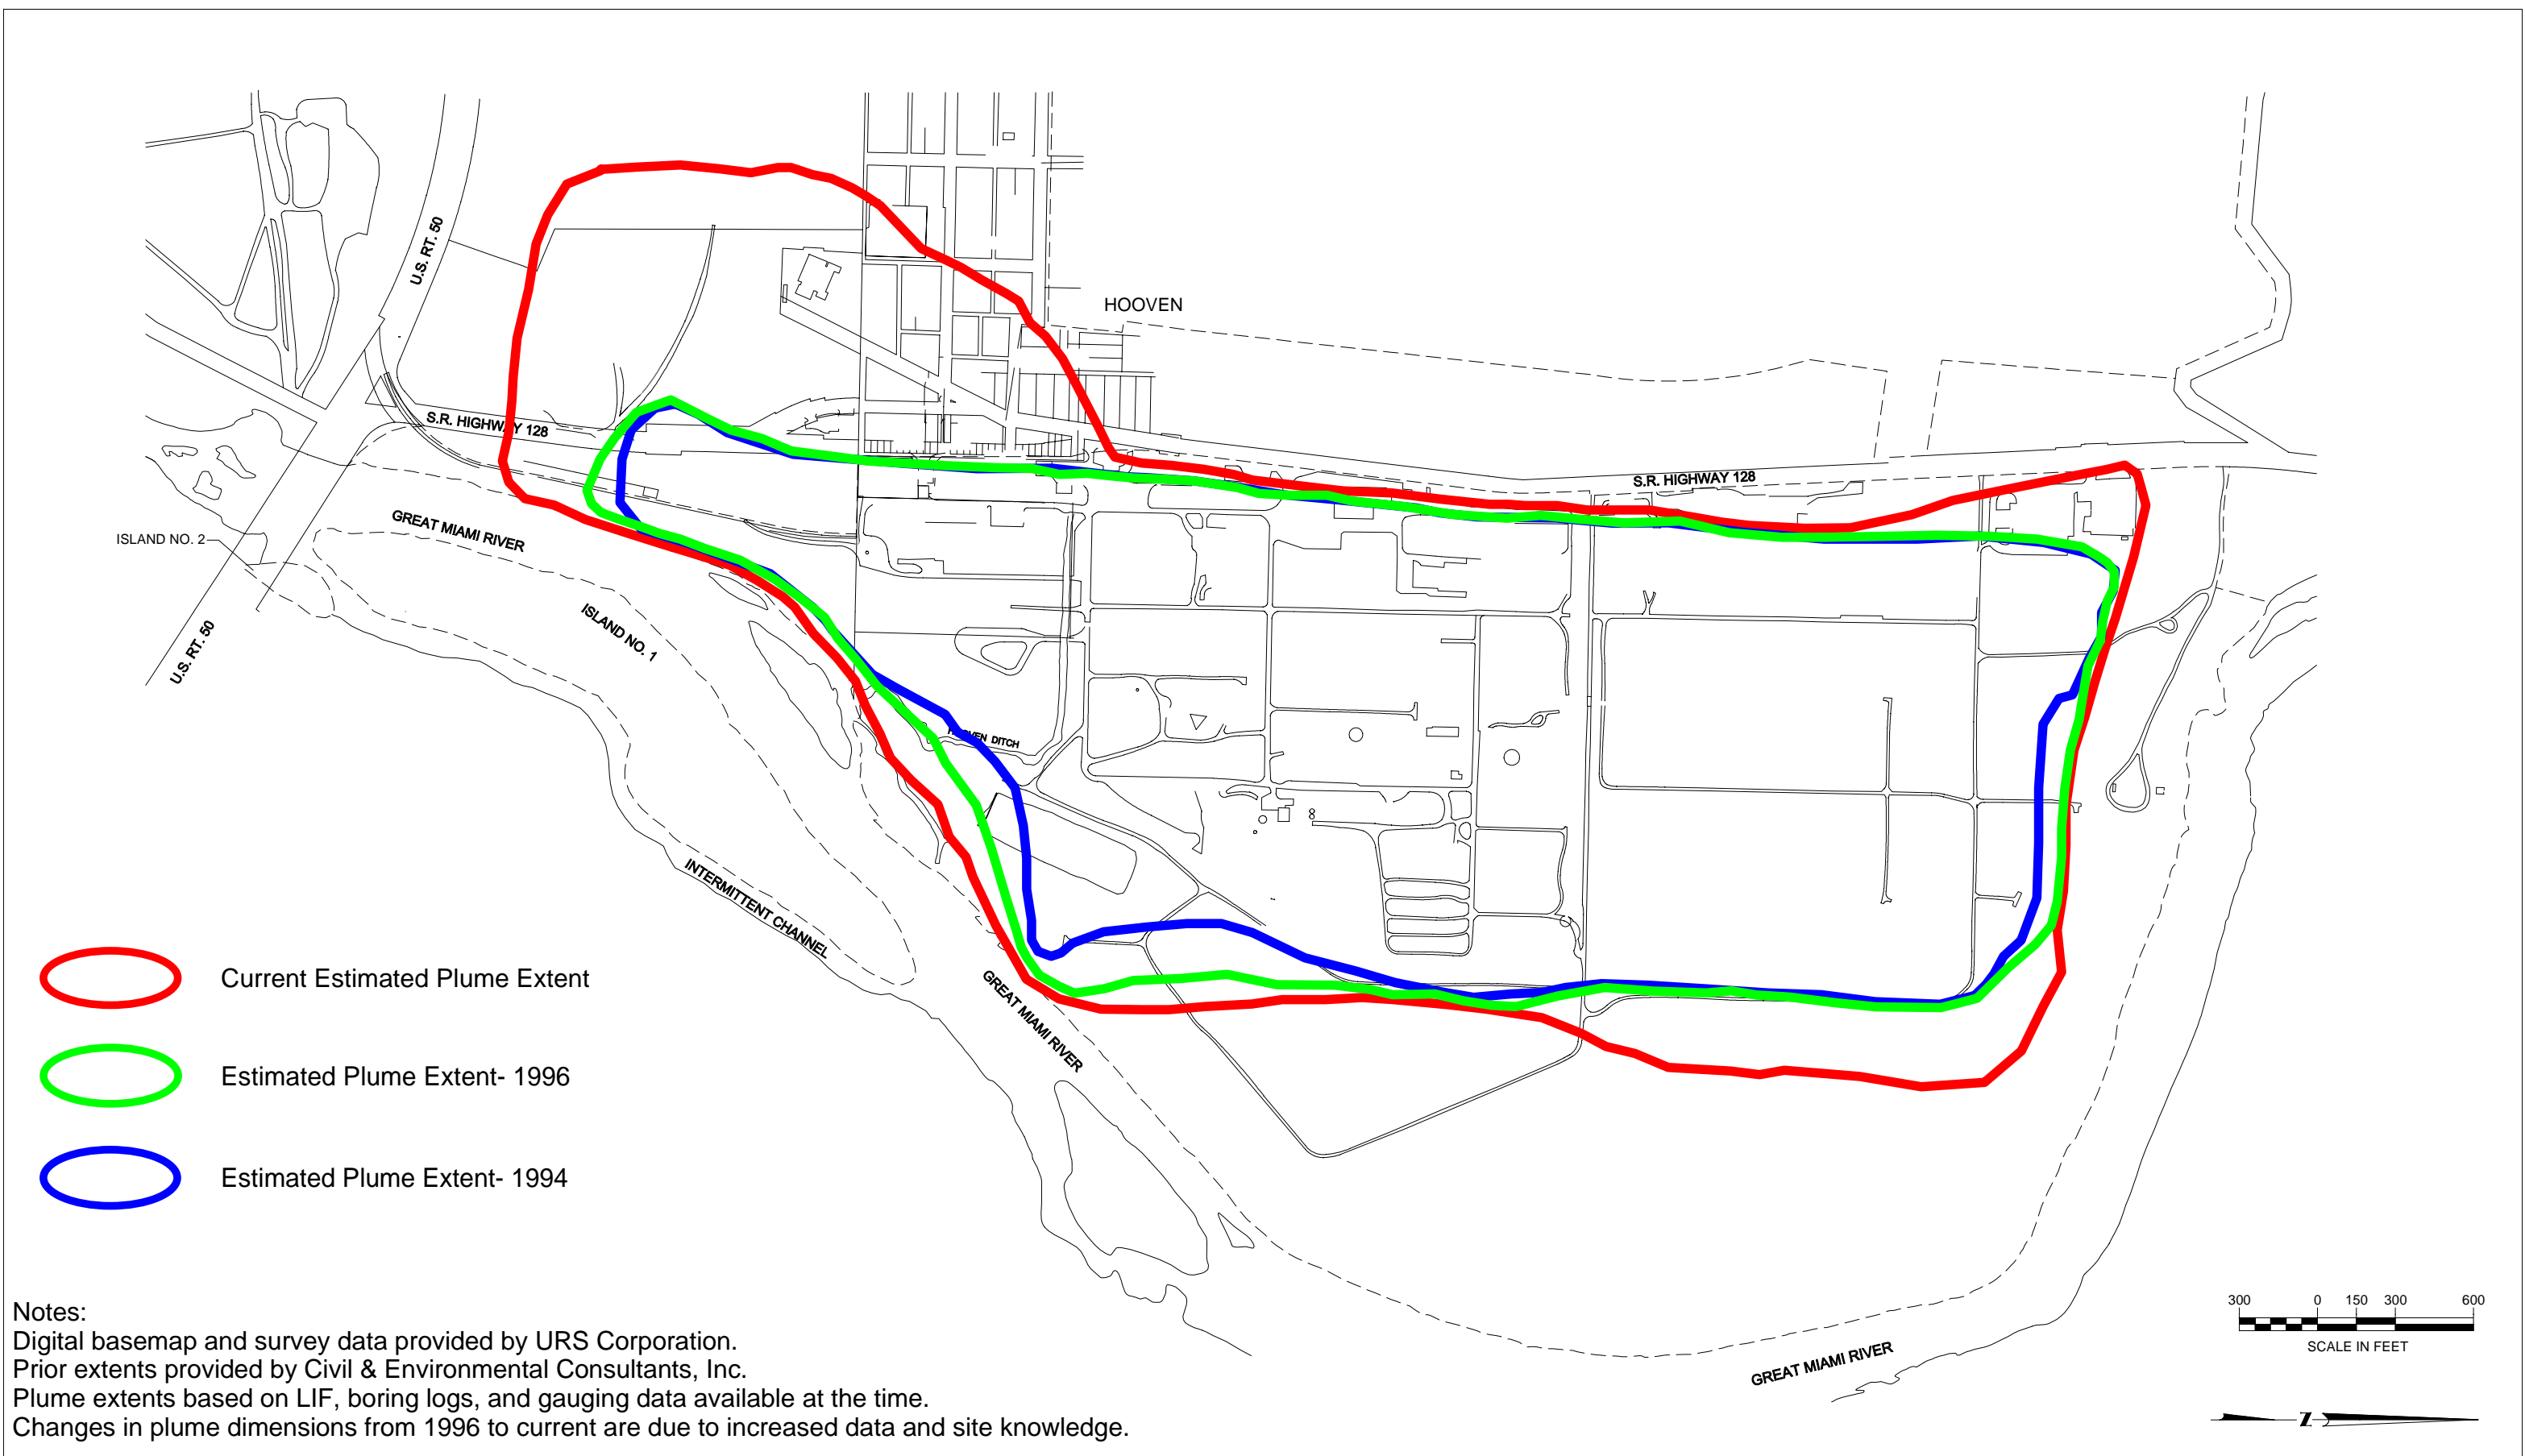 U.S. RT. 50
HOOVEN
S.R. HIGHWAY 128
S.R. HIGHWAY 128
GREAT MIAMI RIVER
ISLAND NO. 2
ISLAND NO. 1
U.S. RT. 50
HOOVEN DITCH
INTERMITTENT CHANNEL
GREAT MIAMI RIVER
Current Estimated Plume Extent
Estimated Plume Extent- 1996
Estimated Plume Extent- 1994
Notes:
Digital basemap and survey data provided by URS Corporation.
Prior extents provided by Civil & Environmental Consultants, Inc.
Plume extents based on LIF, boring logs, and gauging data available at the time.
Changes in plume dimensions from 1996 to current are due to increased data and site knowledge.
GREAT MIAMI RIVER
300 0 150 300 600
SCALE IN FEET
Z